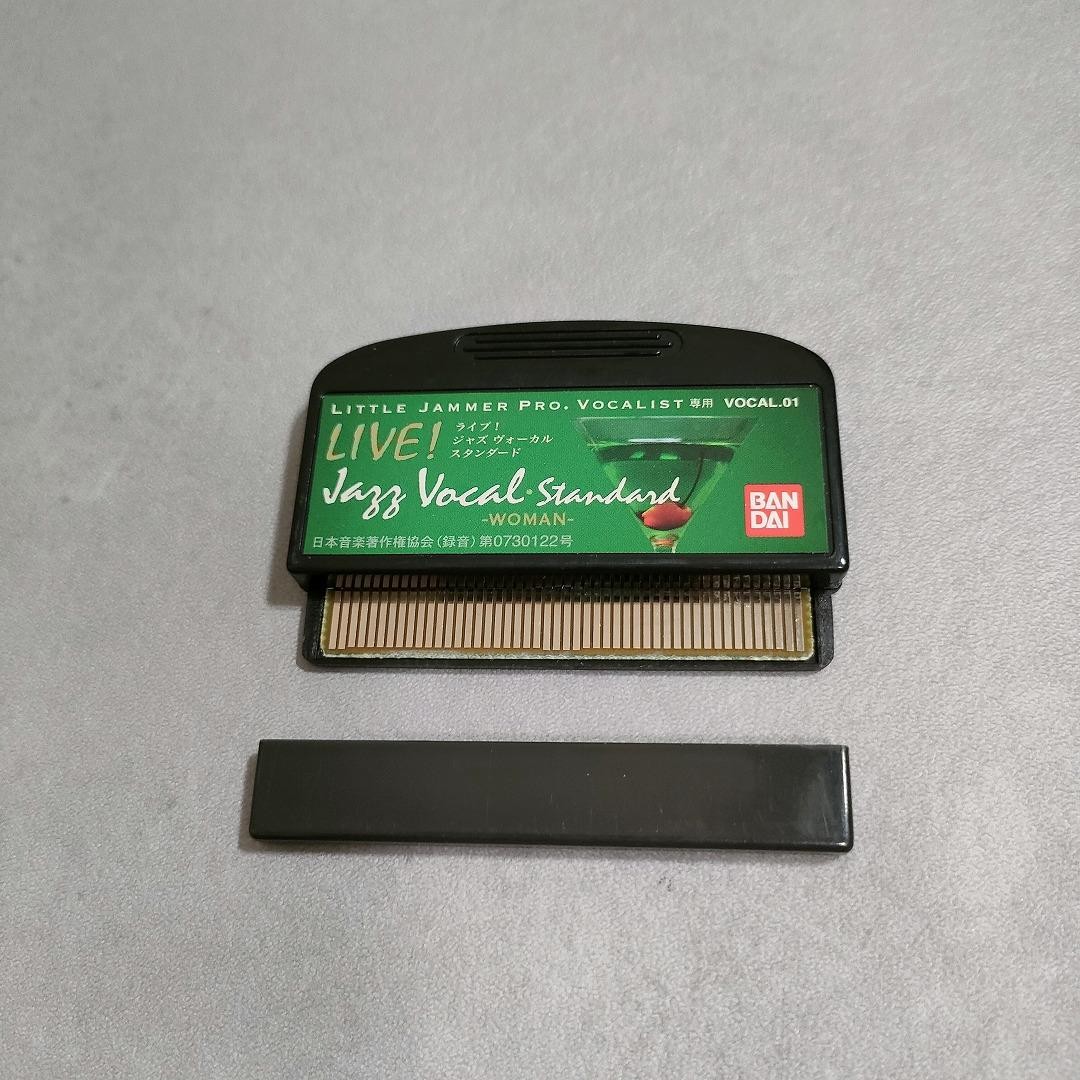 LITTLE JAMMER PRO. VOCALIST 専用 VOCAL.01
LIVE!
ライブ!
ジャズ ヴォーカル
スタンダード
Jazz Vocal・Standard
-WOMAN-
BAN
DAI
日本音楽著作権協会(録音)第0730122号